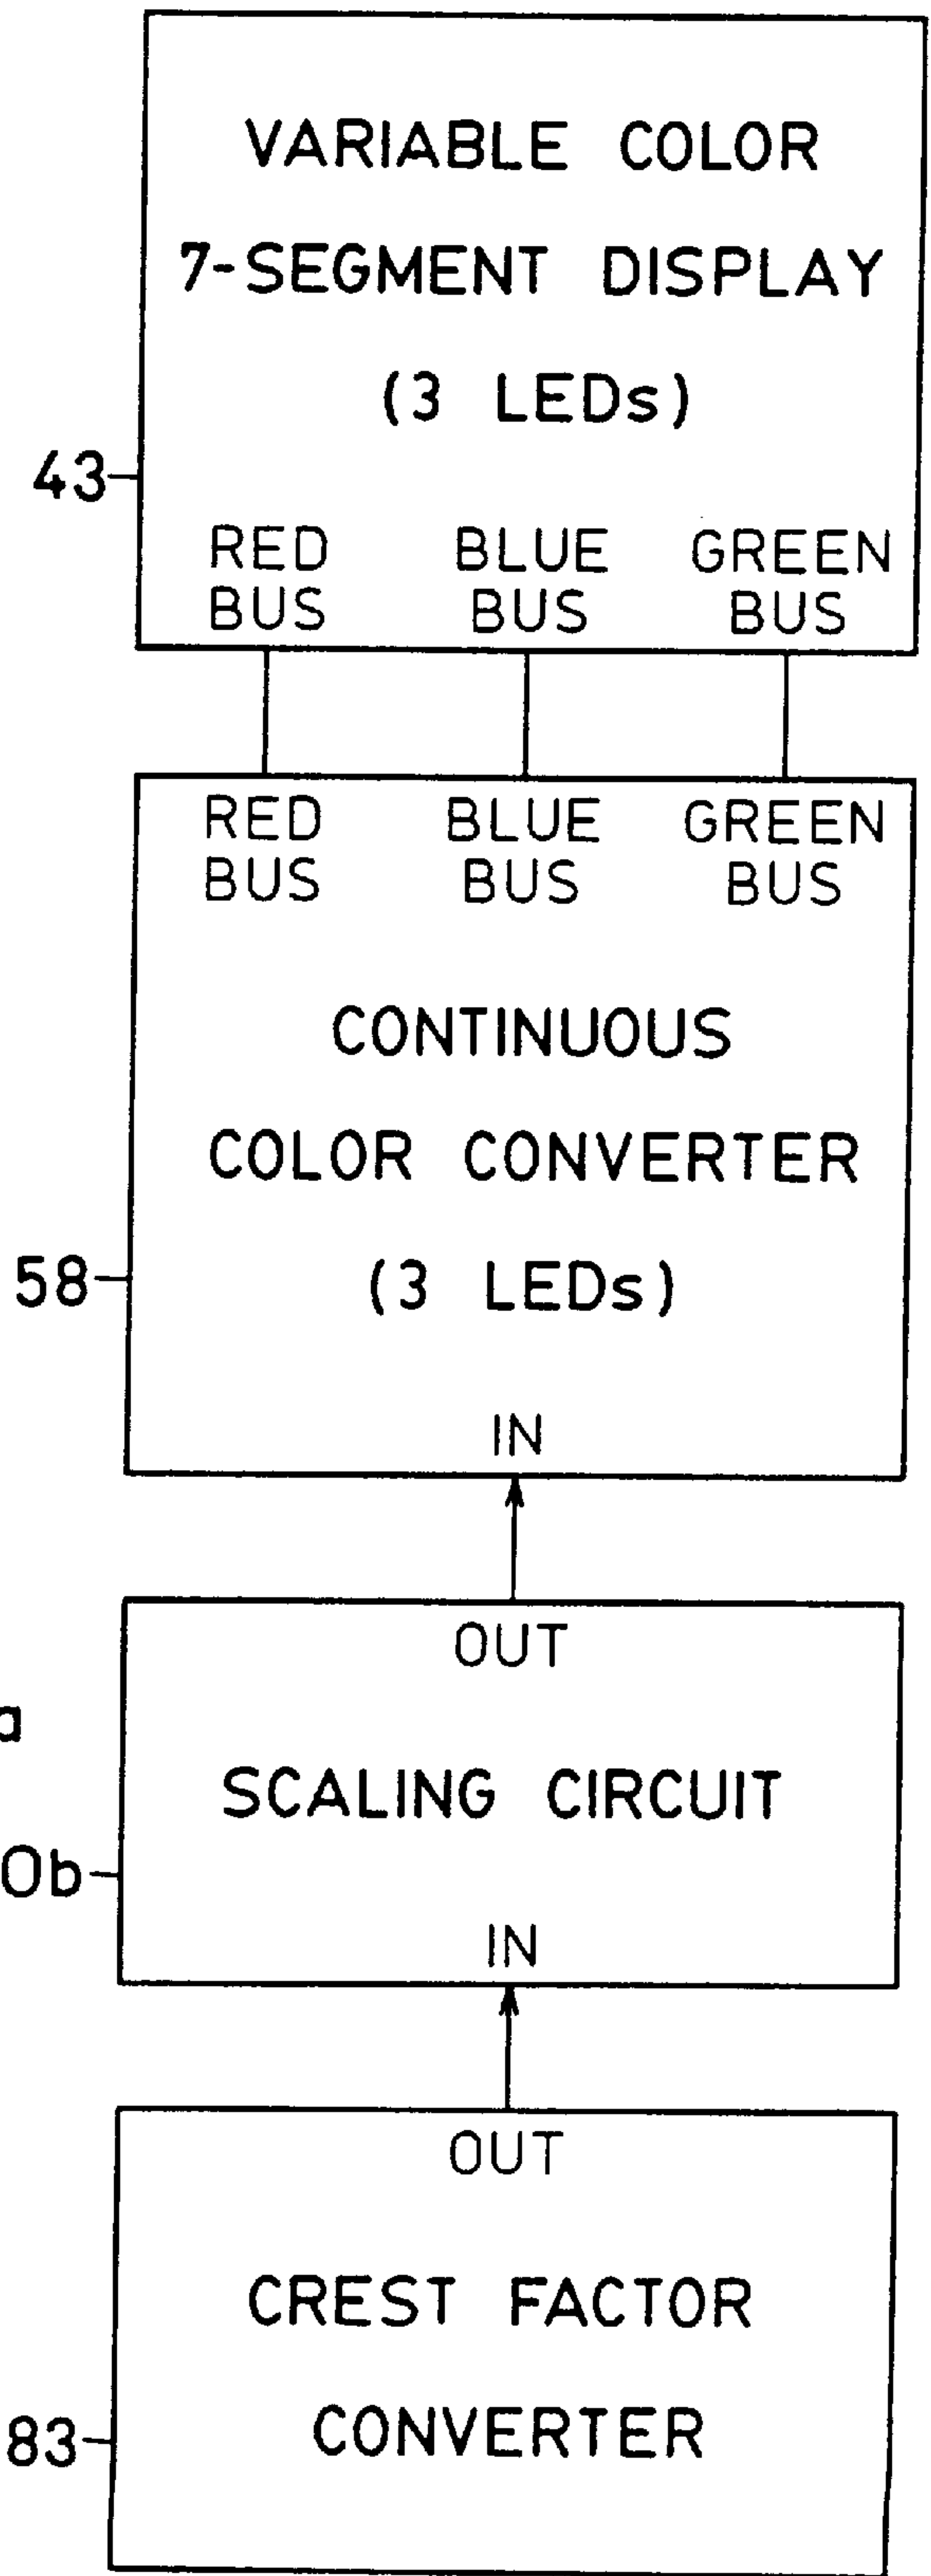 VARIABLE COLOR
7-SEGMENT DISPLAY
(3 LEDs)
43
RED BUS
BLUE BUS
GREEN BUS
RED BUS
BLUE BUS
GREEN BUS
CONTINUOUS
COLOR CONVERTER
(3 LEDs)
58
IN
OUT
a
SCALING CIRCUIT
0b
IN
OUT
CREST FACTOR
CONVERTER
83